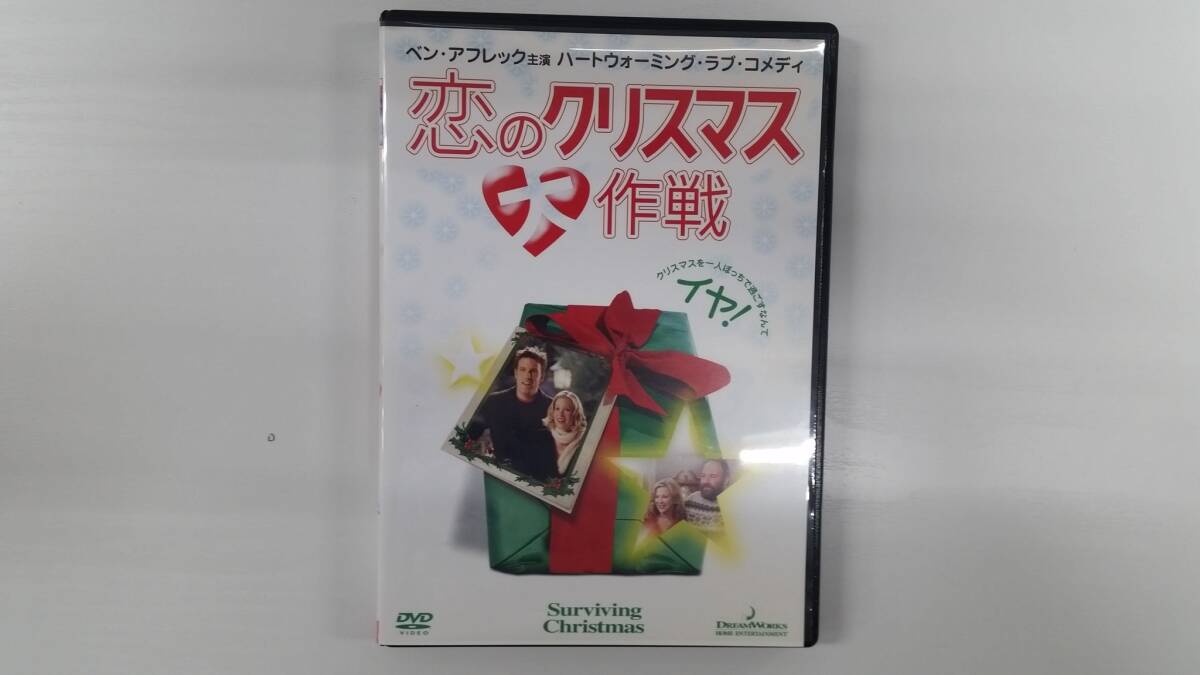 ベン・アフレック主演 ハートウォーミング・ラブ・コメディ
恋のクリスマス
大作戦
クリスマスを一人ぼっちで過ごすなんて
イヤ!
DVD
VIDEO
Surviving
Christmas
DREAMWORKS
HOME ENTERTAINMENT